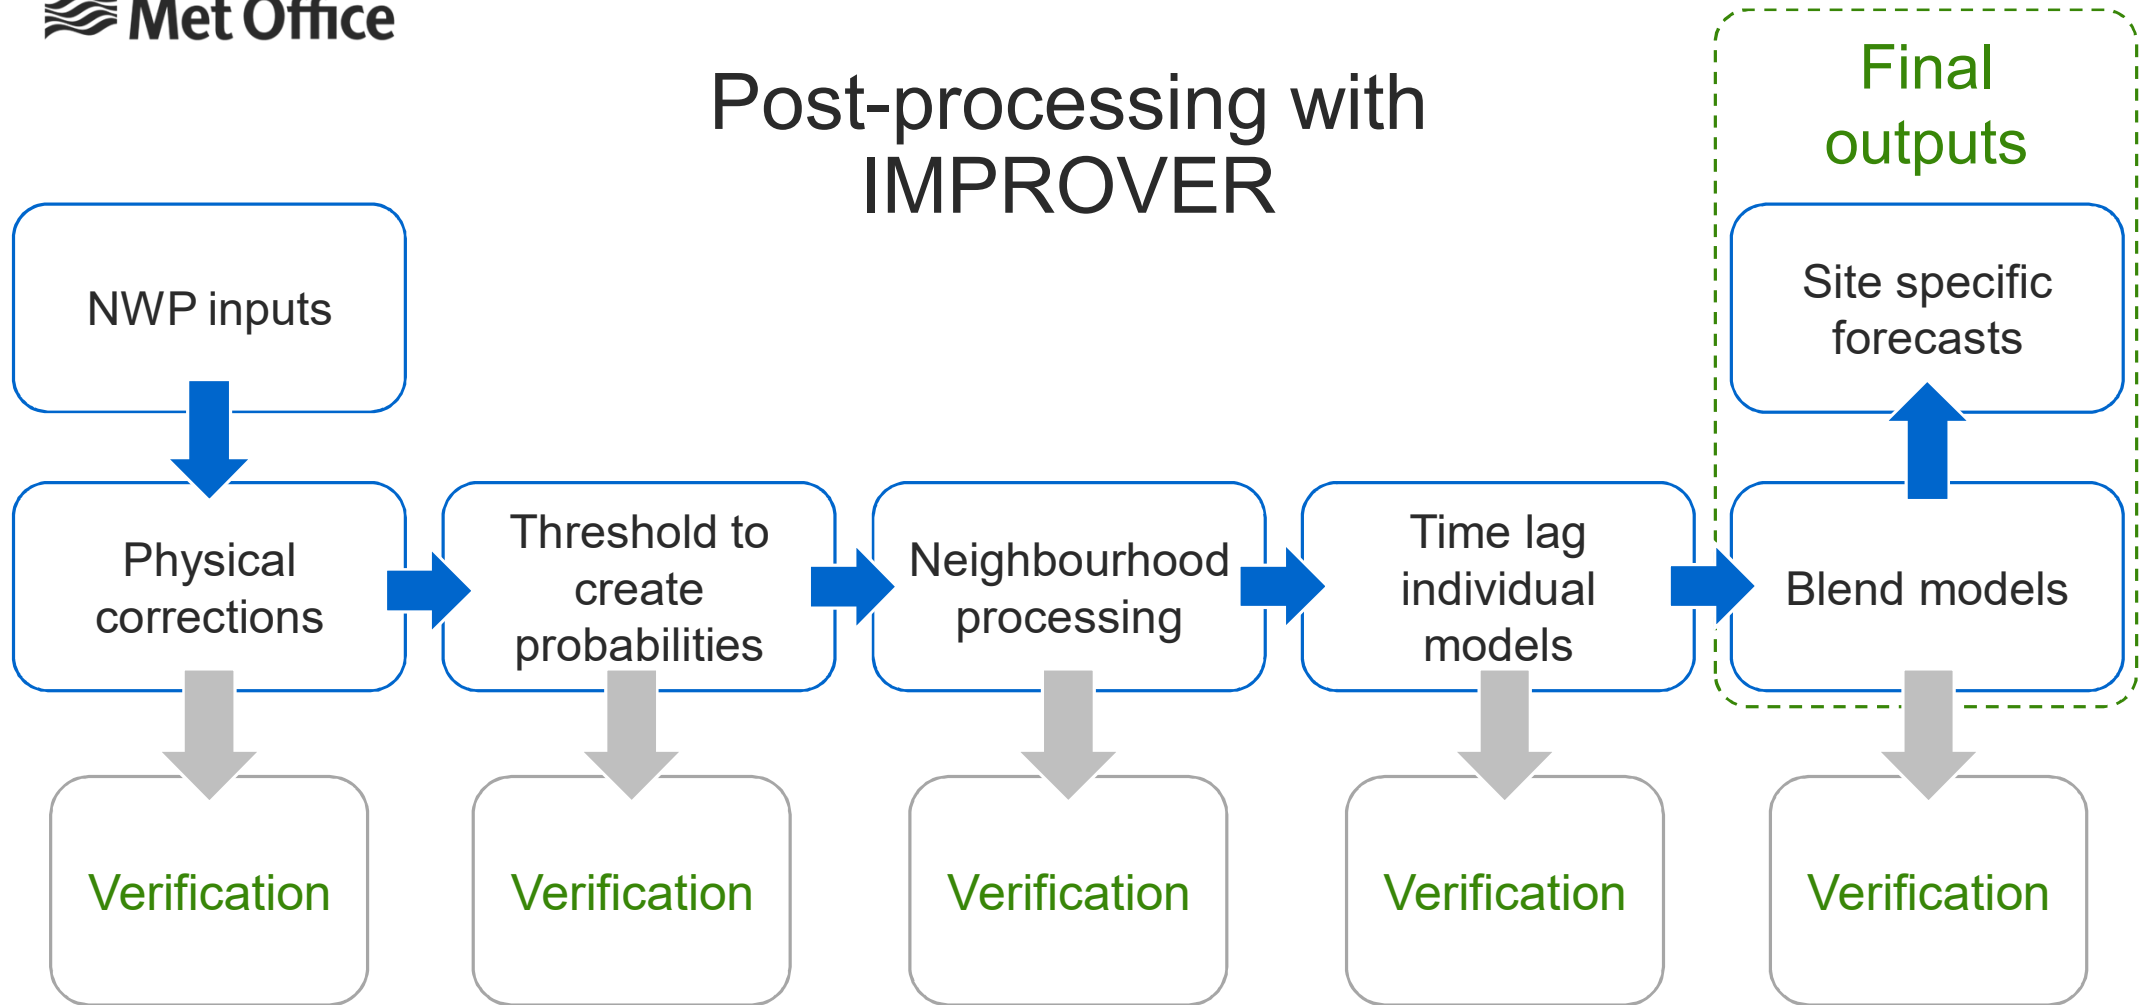 Met Office
Post-processing with
IMPROVER
Final
outputs
NWP inputs
Site specific
forecasts
Physical
corrections
Threshold to
create
probabilities
Neighbourhood
processing
Time lag
individual
models
Blend models
Verification
Verification
Verification
Verification
Verification